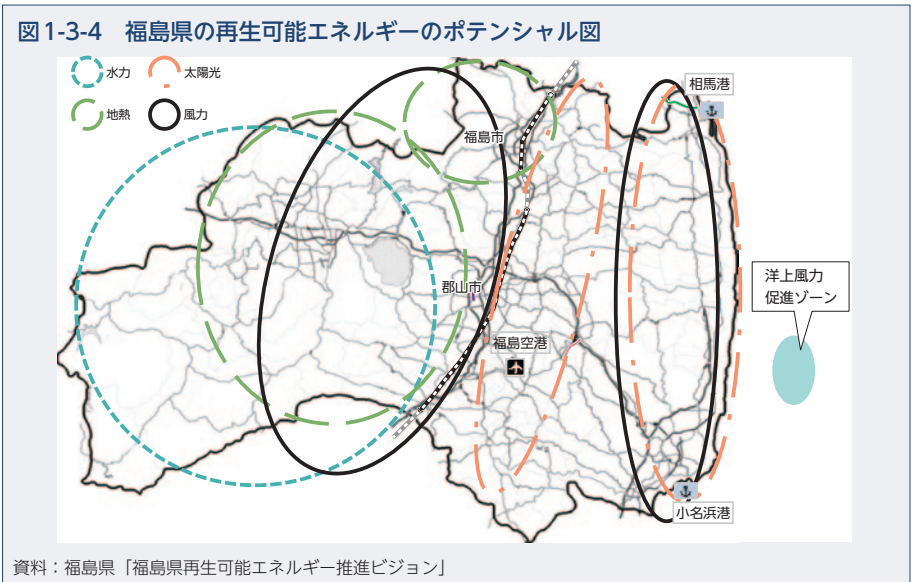 図1-3-4 福島県の再生可能エネルギーのポテンシャル図
水力
太陽光
地熱
風力
相馬港
福島市
郡山市
福島空港
洋上風力
促進ゾーン
小名浜港
資料：福島県「福島県再生可能エネルギー推進ビジョン」